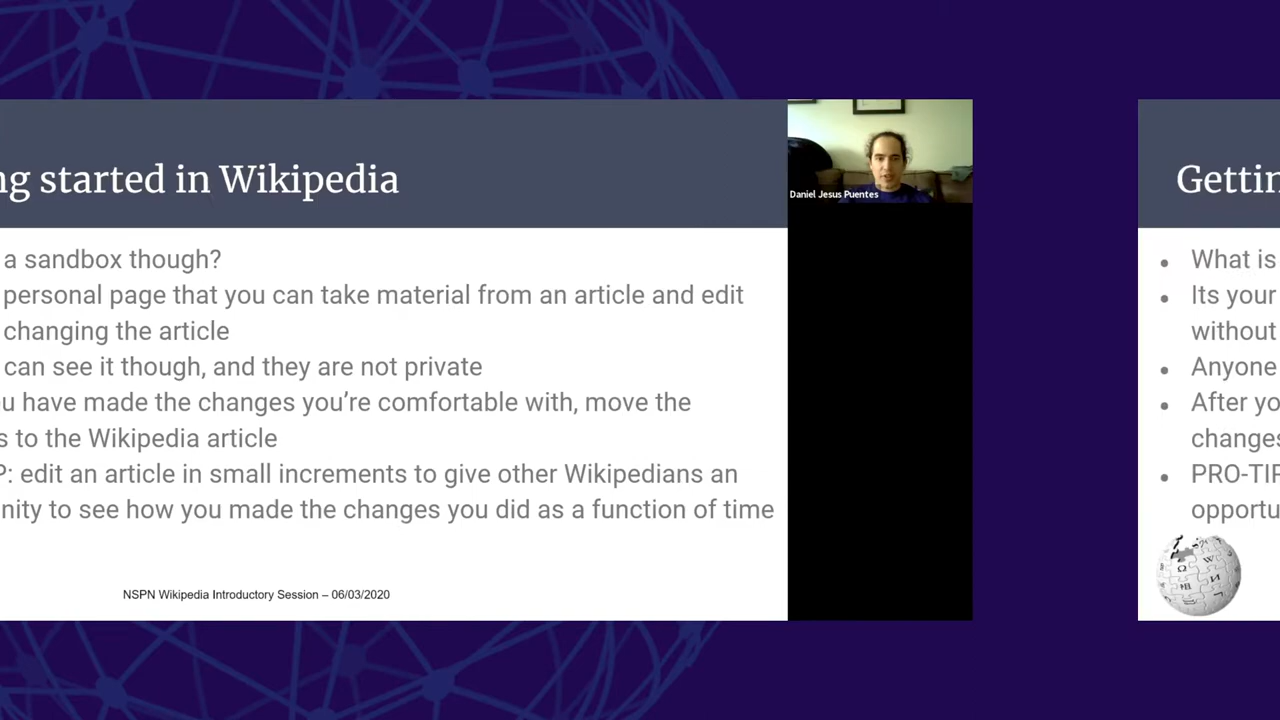 ng started in Wikipedia
a sandbox though?
personal page that you can take material from an article and edit
changing the article
can see it though, and they are not private
u have made the changes you're comfortable with, move the
s to the Wikipedia article
P: edit an article in small increments to give other Wikipedians an
nity to see how you made the changes you did as a function of time
NSPN Wikipedia Introductory Session – 06/03/2020
Daniel Jesus Puentes
Gettin
• What is
• Its your
without
• Anyone
• After yo
changes
• PRO-TIP
opportu